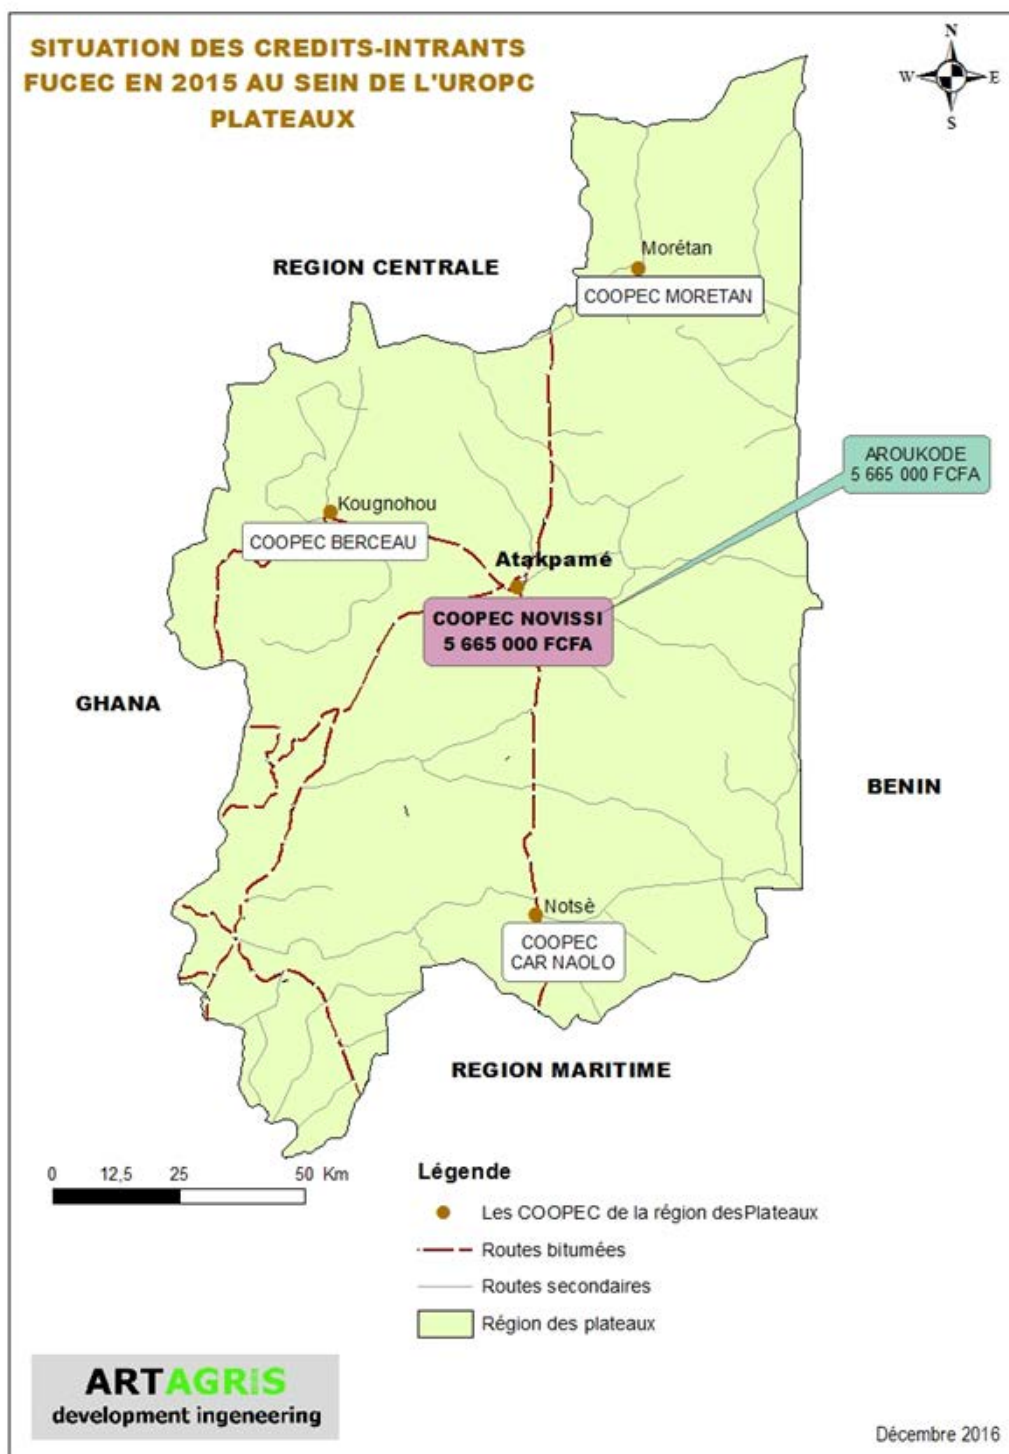 SITUATION DES CREDITS-INTRANTS
FUCEC EN 2015 AU SEIN DE L'UROPC
PLATEAUX
N
W
E
S
REGION CENTRALE
Morétan
COOPEC MORETAN
AROUKODE
5 665 000 FCFA
Kougnohou
COOPEC BERCEAU
Atakpamé
COOPEC NOVISSI
5 665 000 FCFA
GHANA
BENIN
Notsè
COOPEC
CAR NAOLO
REGION MARITIME
0 12,5 25 50 Km
Légende
Les COOPEC de la région desPlateaux
Routes bitumées
Routes secondaires
Région des plateaux
ARTAGRIS
development ingeneering
Décembre 2016